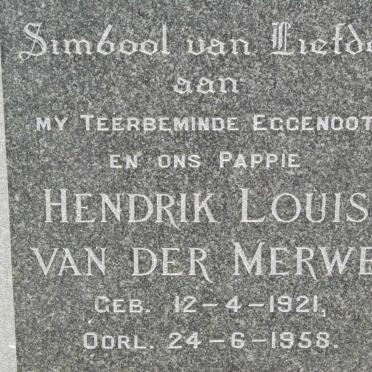 Simbool van Liefde
aan
MY TEERBEMINDE EGGENOOT
EN ONS PAPPIE
HENDRIK LOUIS
VAN DER MERWE
GEB. 12-4-1921,
OORL. 24-6-1958.